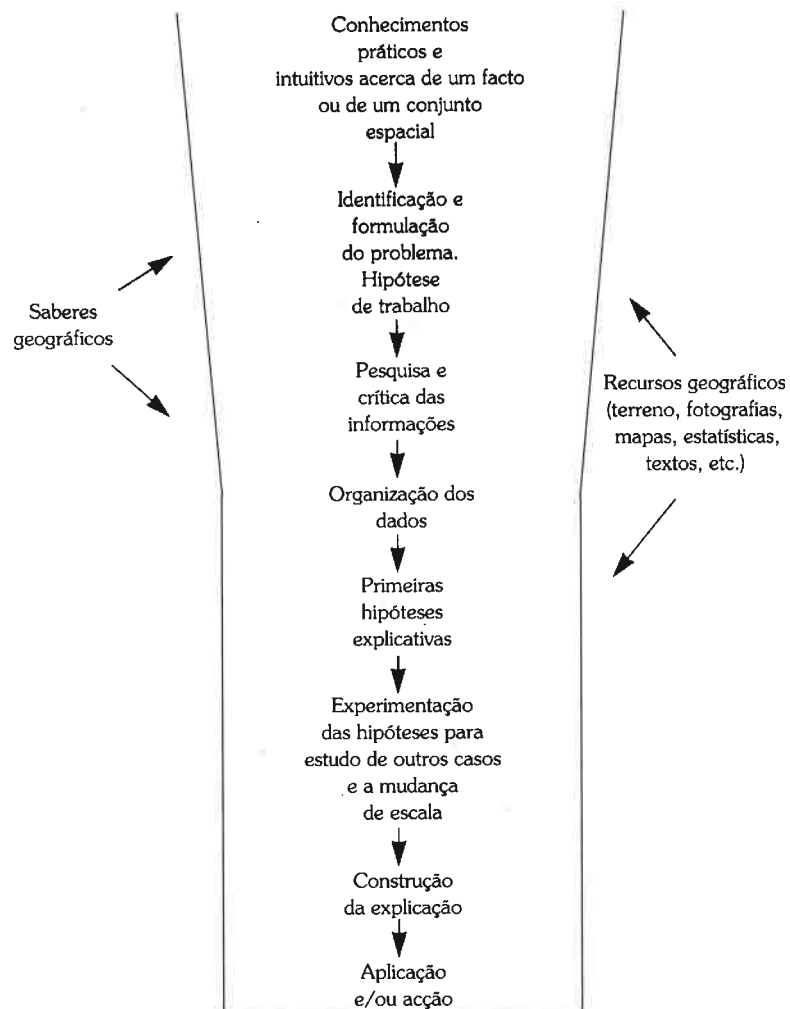 Conhecimentos
práticos e
intuitivos acerca de um facto
ou de um conjunto
espacial
Identificação e
formulação
do problema.
Hipótese
de trabalho
Saberes
geográficos
Pesquisa e
crítica das
informações
Recursos geográficos
(terreno, fotografias,
mapas, estatísticas,
textos, etc.)
Organização dos
dados
Primeiras
hipóteses
explicativas
Experimentação
das hipóteses para
estudo de outros casos
e a mudança
de escala
Construção
da explicação
Aplicação
e/ou acção